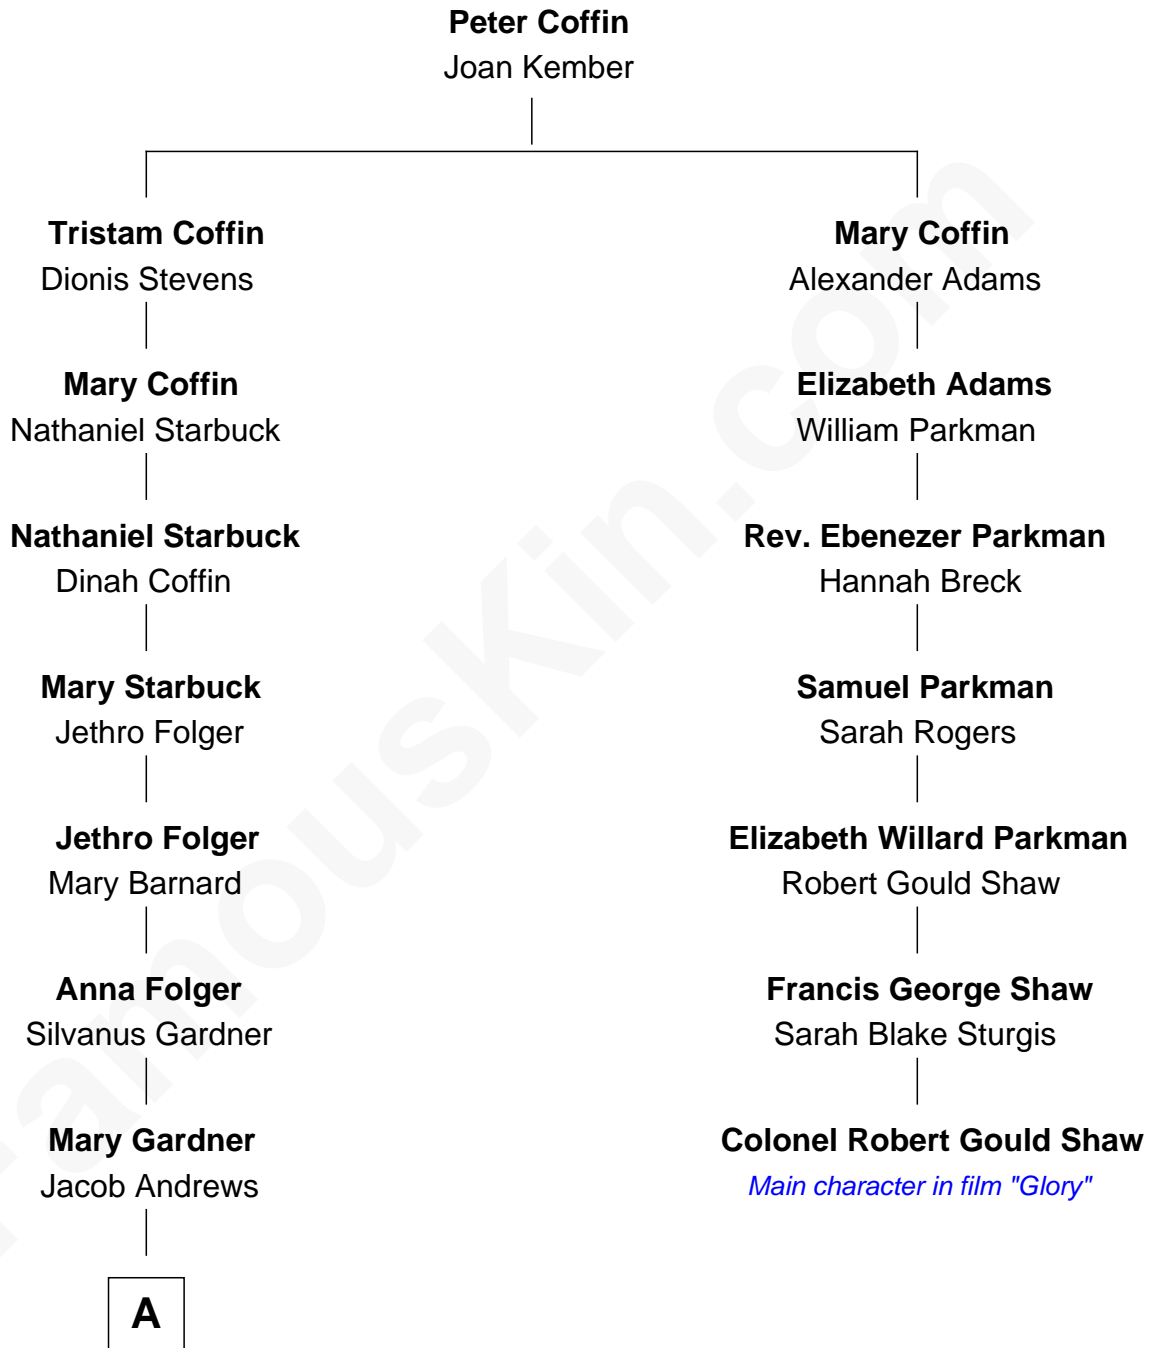 Peter Coffin
Joan Kember
Tristam Coffin
Dionis Stevens
Mary Coffin
Alexander Adams
Mary Coffin
Nathaniel Starbuck
Elizabeth Adams
William Parkman
Nathaniel Starbuck
Dinah Coffin
Rev. Ebenezer Parkman
Hannah Breck
Mary Starbuck
Jethro Folger
Samuel Parkman
Sarah Rogers
Jethro Folger
Mary Barnard
Elizabeth Willard Parkman
Robert Gould Shaw
Anna Folger
Silvanus Gardner
Francis George Shaw
Sarah Blake Sturgis
Mary Gardner
Jacob Andrews
Colonel Robert Gould Shaw
Main character in film "Glory"
A
FamousKin.com